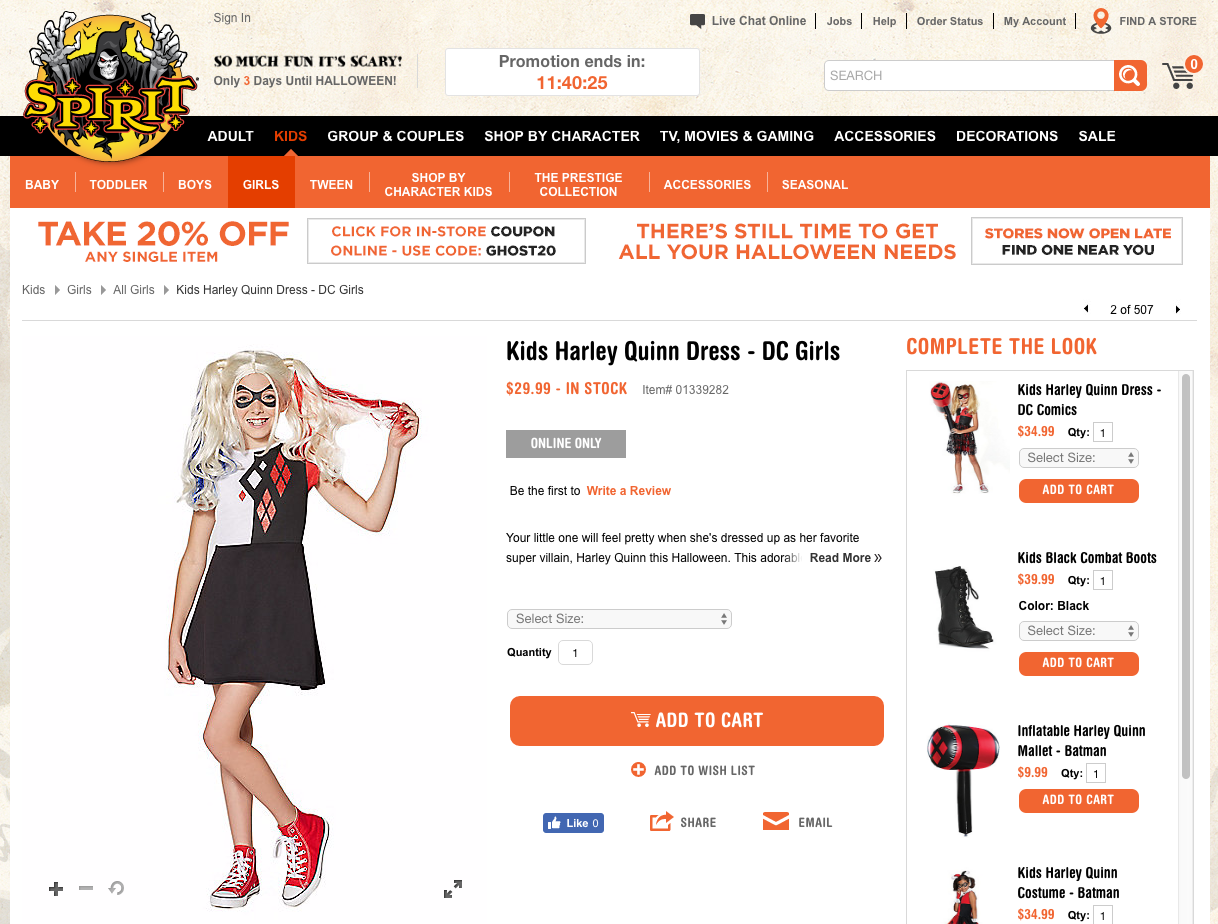 Sign In
Live Chat Online
Jobs
Help
Order Status
My Account
FIND A STORE
SPIRIT
SO MUCH FUN IT'S SCARY!
Only 3 Days Until HALLOWEEN!
Promotion ends in:
11:40:25
SEARCH
0
ADULT KIDS GROUP & COUPLES SHOP BY CHARACTER TV, MOVIES & GAMING ACCESSORIES DECORATIONS SALE
BABY
TODDLER
BOYS
GIRLS
TWEEN
SHOP BY
CHARACTER KIDS
THE PRESTIGE
COLLECTION
ACCESSORIES
SEASONAL
TAKE 20% OFF
ANY SINGLE ITEM
CLICK FOR IN-STORE COUPON
ONLINE - USE CODE: GHOST20
THERE'S STILL TIME TO GET
ALL YOUR HALLOWEEN NEEDS
STORES NOW OPEN LATE
FIND ONE NEAR YOU
Kids Girls All Girls Kids Harley Quinn Dress - DC Girls
2 of 507
Kids Harley Quinn Dress - DC Girls
$29.99 - IN STOCK Item# 01339282
ONLINE ONLY
Be the first to Write a Review
Your little one will feel pretty when she's dressed up as her favorite
super villain, Harley Quinn this Halloween. This adorabl Read More »
Select Size:
Quantity 1
ADD TO CART
ADD TO WISH LIST
Like 0
SHARE
EMAIL
COMPLETE THE LOOK
Kids Harley Quinn Dress -
DC Comics
$34.99 Qty: 1
Select Size:
ADD TO CART
Kids Black Combat Boots
$39.99 Qty: 1
Color: Black
Select Size:
ADD TO CART
Inflatable Harley Quinn
Mallet - Batman
$9.99 Qty: 1
ADD TO CART
Kids Harley Quinn
Costume - Batman
$34.99 Qty: 1